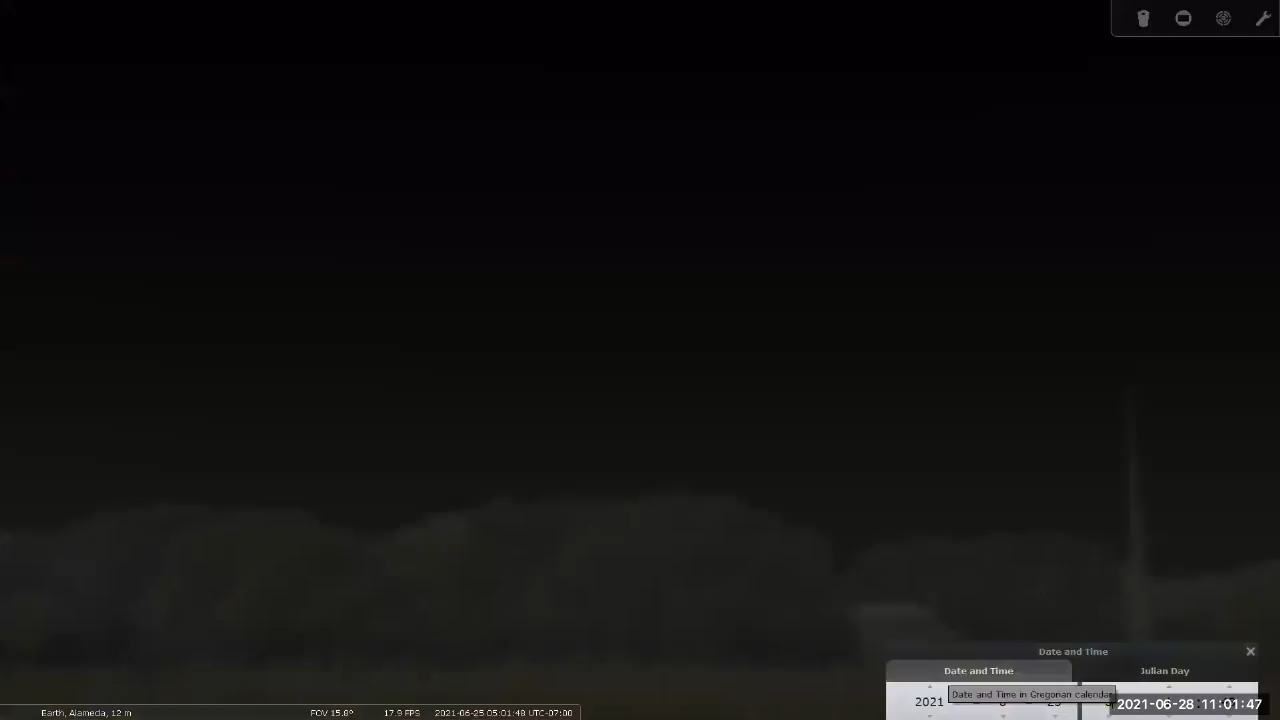 Date and Time
Date and Time
Julian Day
Date and Time in Gregorian calendar
2021
2021-06-28 11:01:47
Earth, Alameda, 12 m
FOV 15.8°
17.9 FPS
2021-06-25 05:01:49 UTC-07:00